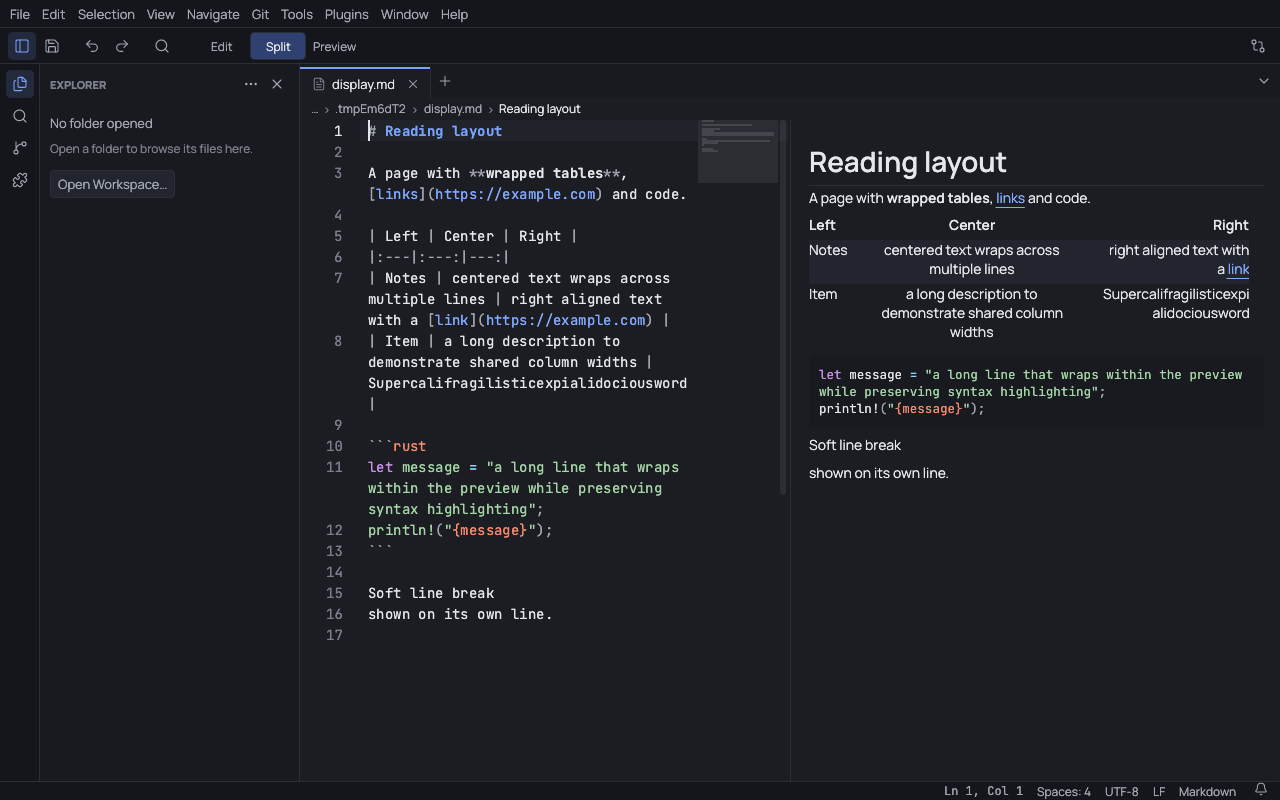 File Edit Selection View Navigate Git Tools Plugins Window Help
Edit Split Preview
EXPLORER
No folder opened
Open a folder to browse its files here.
Open Workspace...
display.md
… › .tmpEm6dT2 › display.md › Reading layout
1 # Reading layout
2
3 A page with **wrapped tables**,
[links](https://example.com) and code.
4
5 | Left | Center | Right |
6 |:---|:---:|---:|
7 | Notes | centered text wraps across
multiple lines | right aligned text
with a [link](https://example.com) |
8 | Item | a long description to
demonstrate shared column widths |
Supercalifragilisticexpialidociousword
|
9
10 ```rust
11 let message = "a long line that wraps
within the preview while preserving
syntax highlighting";
12 println!("{message}");
13 ```
14
15 Soft line break
16 shown on its own line.
17
Reading layout
A page with wrapped tables, links and code.
Left Center Right
Notes centered text wraps across right aligned text with
multiple lines a link
Item a long description to Supercalifragilisticexpi
demonstrate shared column alidociousword
widths
let message = "a long line that wraps within the preview
while preserving syntax highlighting";
println!("{message}");
Soft line break
shown on its own line.
Ln 1, Col 1 Spaces: 4 UTF-8 LF Markdown